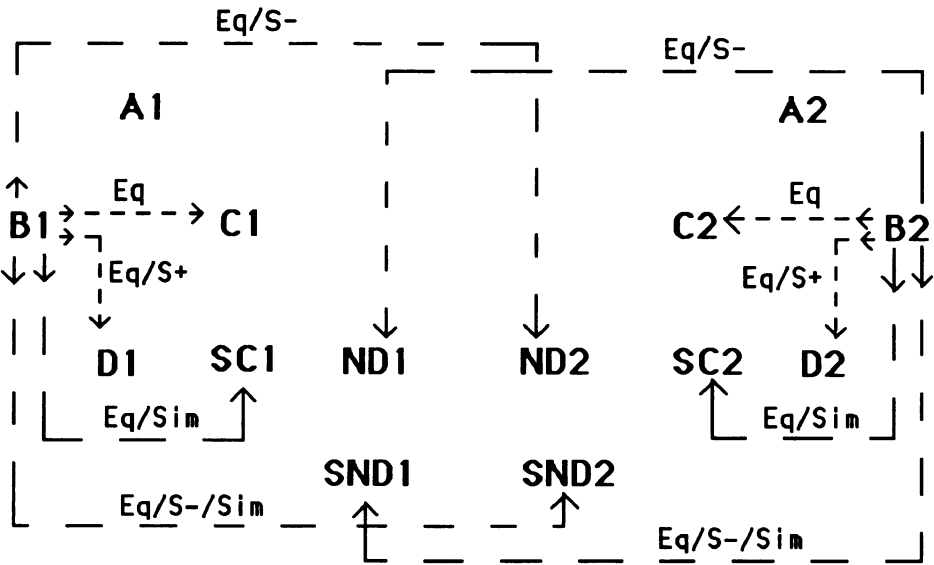 Eq/S-
Eq/S-
A1 A2
Eq Eq
B1 C1 C2 B2
Eq/S+ Eq/S+
D1 SC1 ND1 ND2 SC2 D2
Eq/Sim Eq/Sim
SND1 SND2
Eq/S-/Sim
Eq/S-/Sim